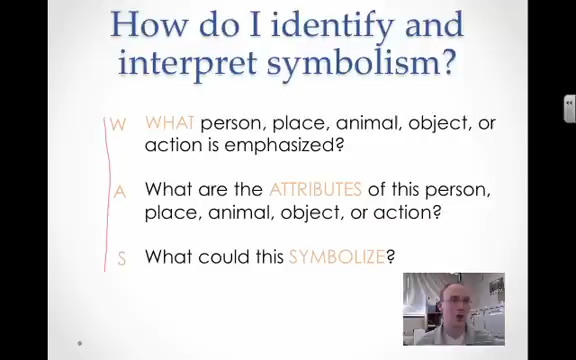 How do I identify and
interpret symbolism?
W WHAT person, place, animal, object, or
action is emphasized?
A What are the ATTRIBUTES of this person,
place, animal, object, or action?
S What could this SYMBOLIZE?